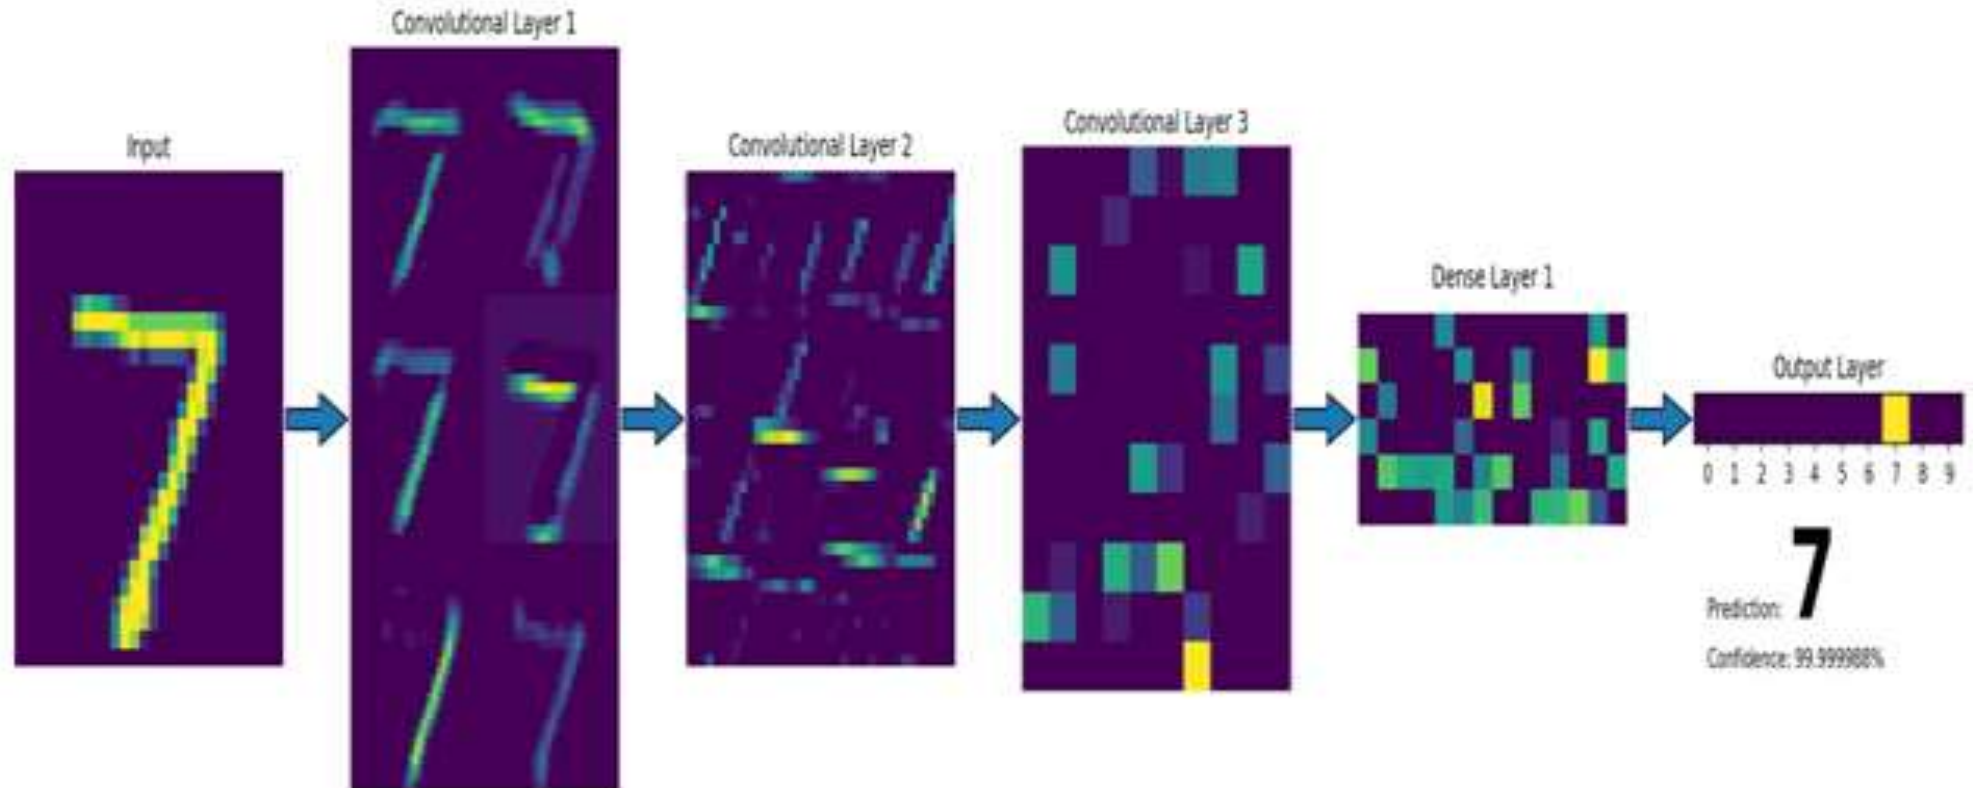 Input
Convolutional Layer 1
Convolutional Layer 2
Convolutional Layer 3
Dense Layer 1
Output Layer
0 1 2 3 4 5 6 7 8 9
Prediction: 7
Confidence: 99.999988%